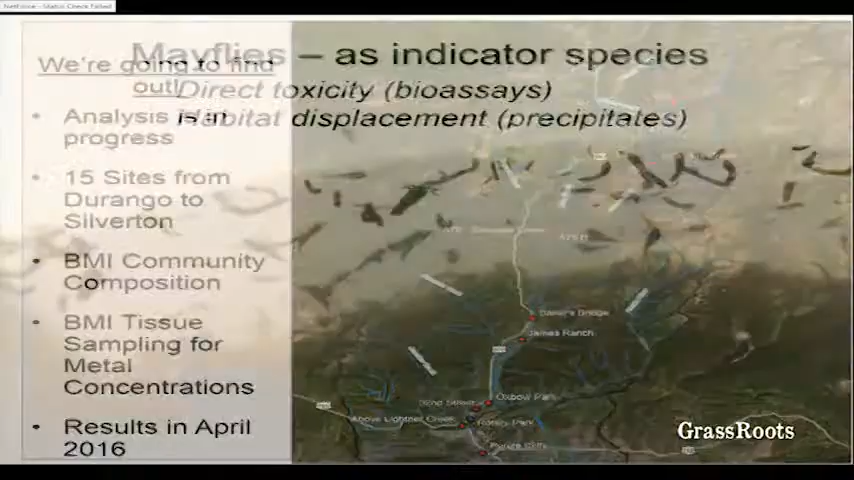 Mayflies – as indicator species
We're going to find
out!
Direct toxicity (bioassays)
Habitat displacement (precipitates)
• Analysis is in
progress
• 15 Sites from
Durango to
Silverton
• BMI Community
Composition
• BMI Tissue
Sampling for
Metal
Concentrations
• Results in April
2016
Baker's Bridge
James Ranch
Oxbow Park
32nd Street
Above Lightner Creek
Rotary Park
GrassRoots